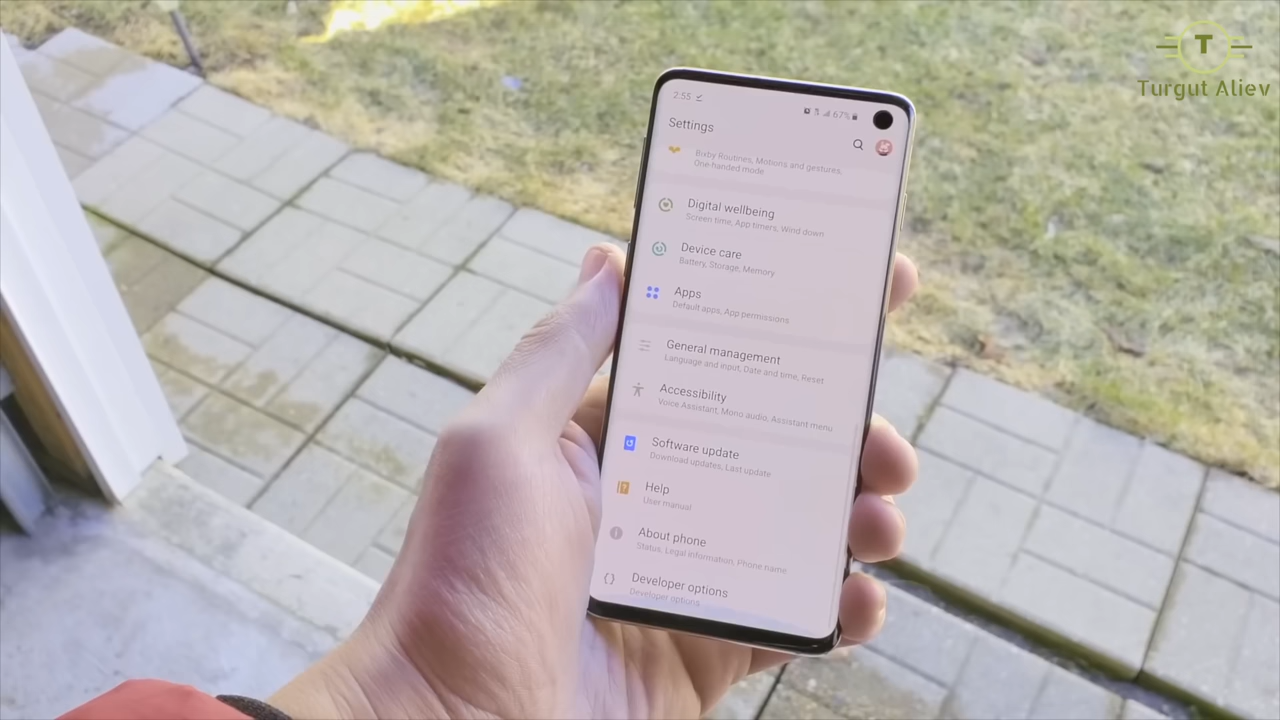 T
Turgut Aliev
2:55
67%
Settings
Bixby Routines, Motions and gestures,
One-handed mode
Digital wellbeing
Screen time, App timers, Wind down
Device care
Battery, Storage, Memory
Apps
Default apps, App permissions
General management
Language and input, Date and time, Reset
Accessibility
Voice Assistant, Mono audio, Assistant menu
Software update
Download updates, Last update
Help
User manual
About phone
Status, Legal information, Phone name
Developer options
Developer options